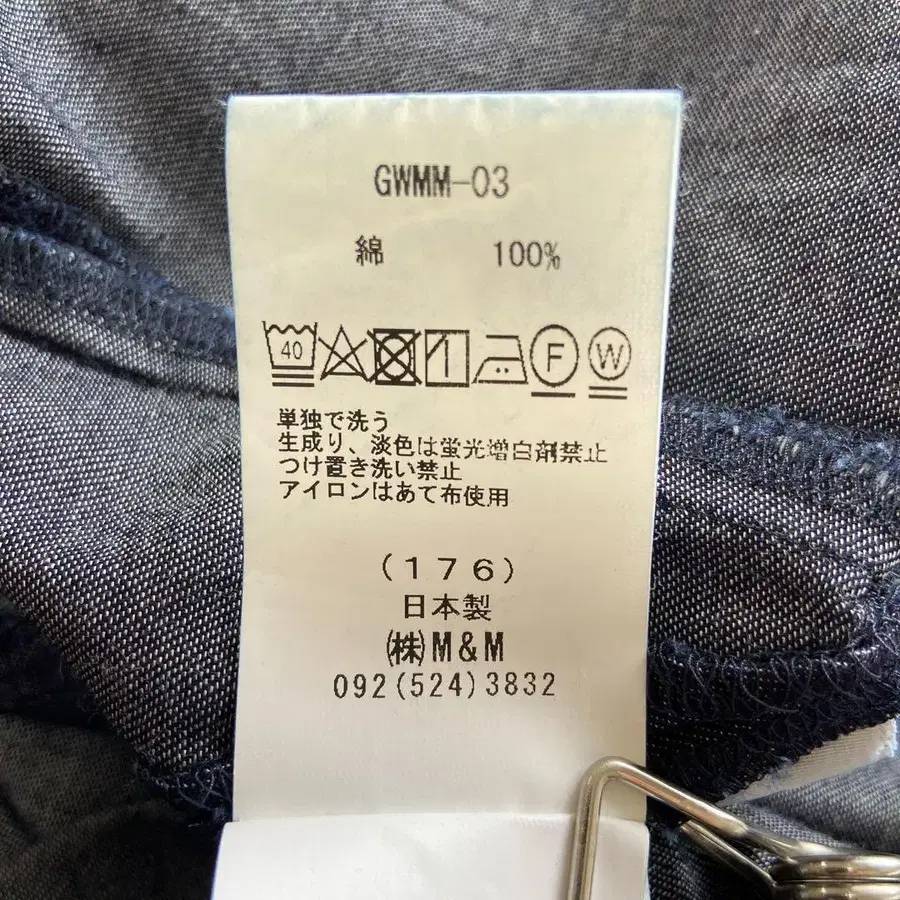 GWMM-03
綿 100%
40 F W
単独で洗う
生成り、淡色は蛍光増白剤禁止
つけ置き洗い禁止
アイロンはあて布使用
(176)
日本製
㈱M&M
092(524)3832